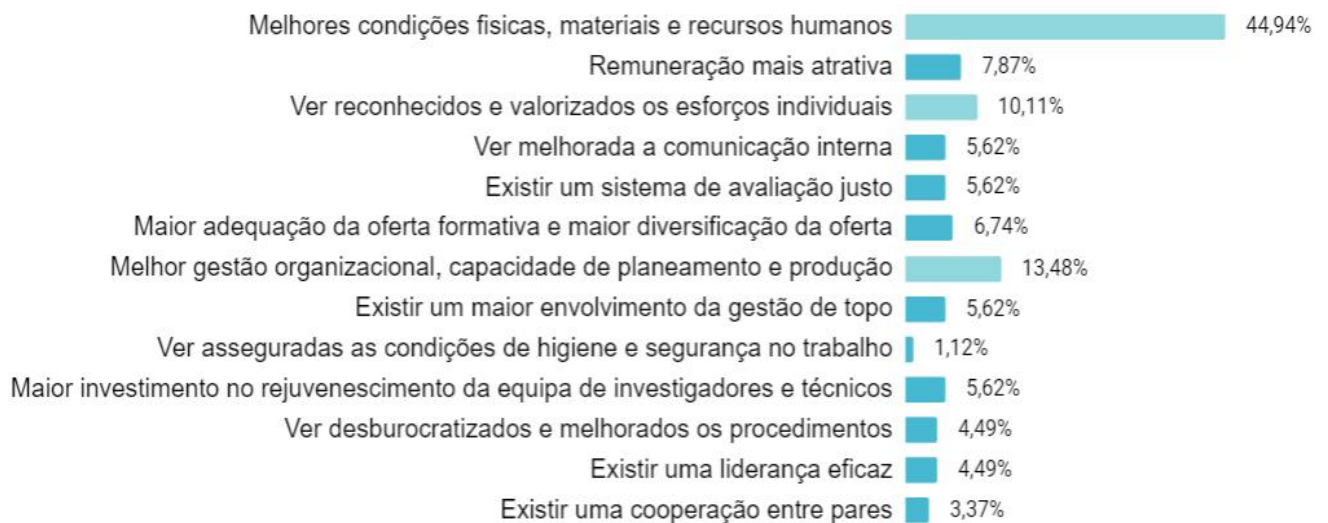 Melhores condições fisicas, materiais e recursos humanos 44,94%
Remuneração mais atrativa 7,87%
Ver reconhecidos e valorizados os esforços individuais 10,11%
Ver melhorada a comunicação interna 5,62%
Existir um sistema de avaliação justo 5,62%
Maior adequação da oferta formativa e maior diversificação da oferta 6,74%
Melhor gestão organizacional, capacidade de planeamento e produção 13,48%
Existir um maior envolvimento da gestão de topo 5,62%
Ver asseguradas as condições de higiene e segurança no trabalho 1,12%
Maior investimento no rejuvenescimento da equipa de investigadores e técnicos 5,62%
Ver desburocratizados e melhorados os procedimentos 4,49%
Existir uma liderança eficaz 4,49%
Existir uma cooperação entre pares 3,37%